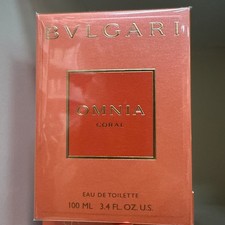 BVLGARI
OMNIA
EAU DE TOILETTE
100 ML 3.4 FL. OZ. U.S.